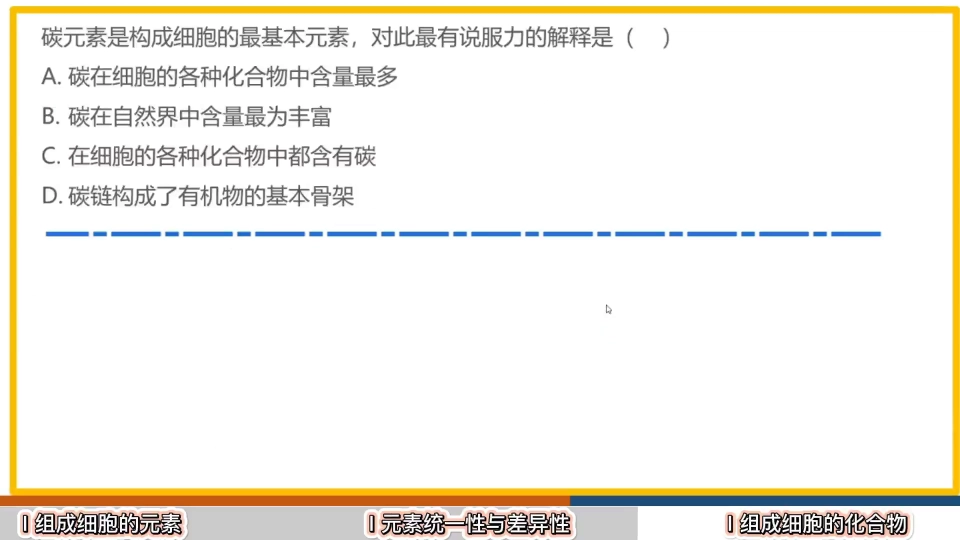 碳元素是构成细胞的最基本元素，对此最有说服力的解释是（    ）
A. 碳在细胞的各种化合物中含量最多
B. 碳在自然界中含量最为丰富
C. 在细胞的各种化合物中都含有碳
D. 碳链构成了有机物的基本骨架
Ⅰ组成细胞的元素
Ⅰ元素统一性与差异性
Ⅰ组成细胞的化合物